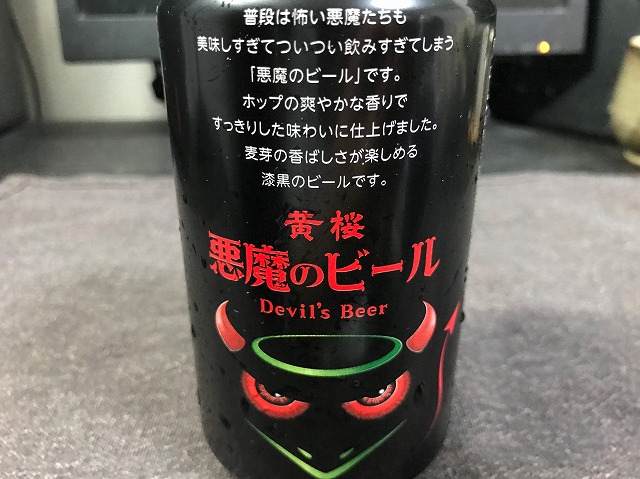 普段は怖い悪魔たちも
美味しすぎてついつい飲みすぎてしまう
「悪魔のビール」です。
ホップの爽やかな香りで
すっきりした味わいに仕上げました。
麦芽の香ばしさが楽しめる
漆黒のビールです。
黄桜
悪魔のビール
Devil's Beer